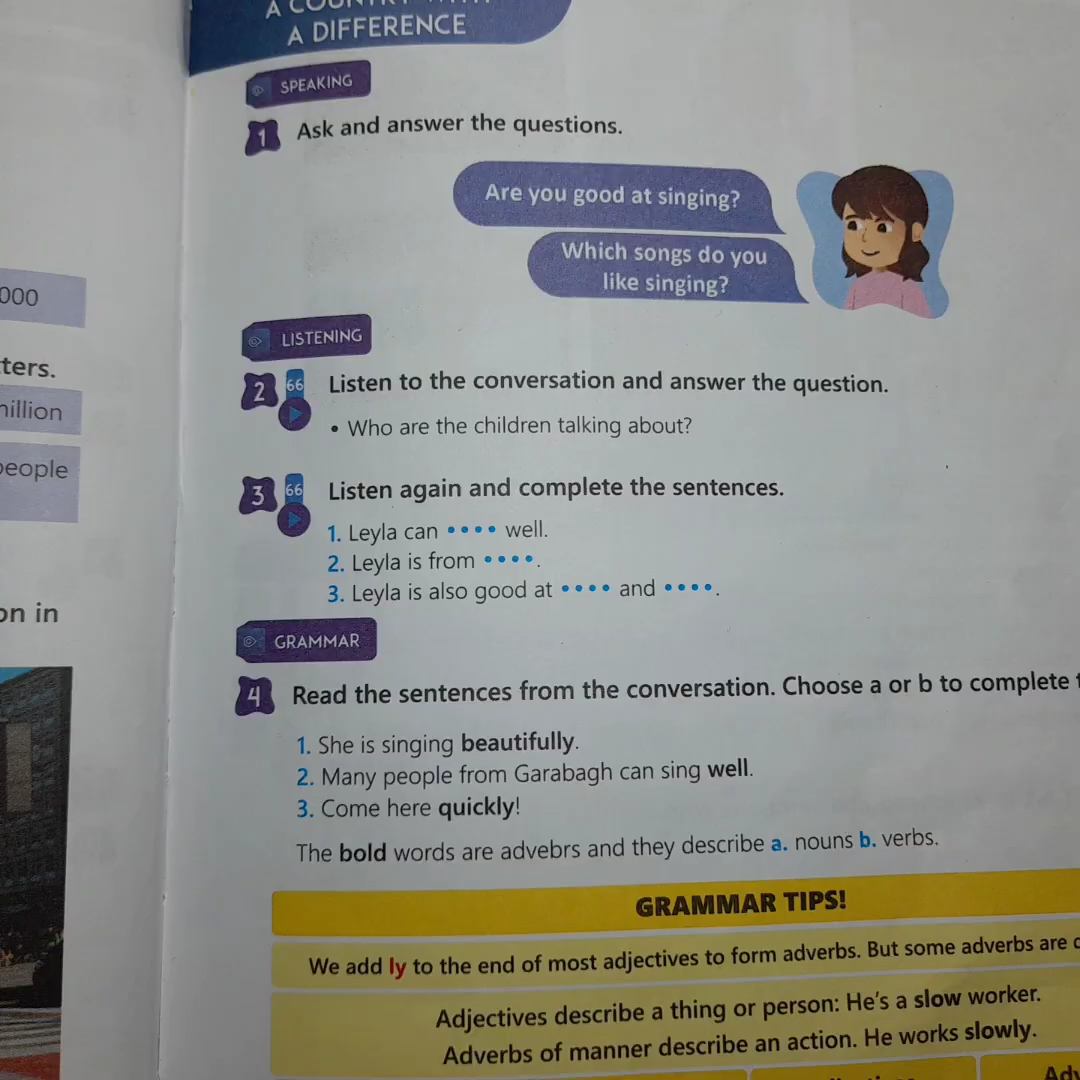 A DIFFERENCE
SPEAKING
1 Ask and answer the questions.
Are you good at singing?
Which songs do you
like singing?
000
LISTENING
2 66 Listen to the conversation and answer the question.
• Who are the children talking about?
3 66 Listen again and complete the sentences.
1. Leyla can •••• well.
2. Leyla is from ••••.
3. Leyla is also good at •••• and ••••.
GRAMMAR
4 Read the sentences from the conversation. Choose a or b to complete
1. She is singing beautifully.
2. Many people from Garabagh can sing well.
3. Come here quickly!
The bold words are advebrs and they describe a. nouns b. verbs.
GRAMMAR TIPS!
We add ly to the end of most adjectives to form adverbs. But some adverbs are
Adjectives describe a thing or person: He's a slow worker.
Adverbs of manner describe an action. He works slowly.